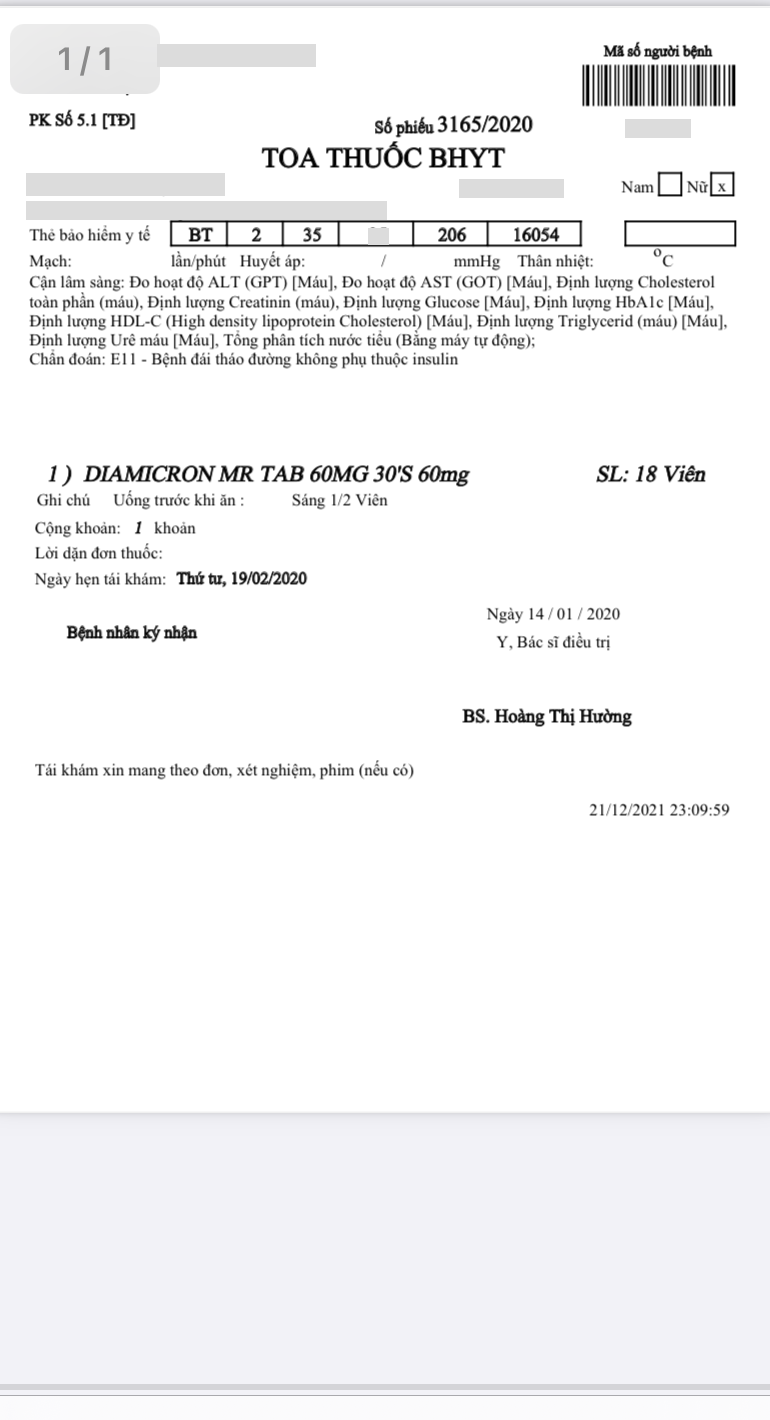 1/1
Mã số người bệnh
PK Số 5.1 [TĐ]
Số phiếu 3165/2020
TOA THUỐC BHYT
Nam Nữ x
Thẻ bảo hiểm y tế BT 2 35 206 16054
Mạch: lần/phút Huyết áp: / mmHg Thân nhiệt: °C
Cận lâm sàng: Đo hoạt độ ALT (GPT) [Máu], Đo hoạt độ AST (GOT) [Máu], Định lượng Cholesterol
toàn phần (máu), Định lượng Creatinin (máu), Định lượng Glucose [Máu], Định lượng HbA1c [Máu],
Định lượng HDL-C (High density lipoprotein Cholesterol) [Máu], Định lượng Triglycerid (máu) [Máu],
Định lượng Urê máu [Máu], Tổng phân tích nước tiểu (Bằng máy tự động);
Chẩn đoán: E11 - Bệnh đái tháo đường không phụ thuộc insulin
1 ) DIAMICRON MR TAB 60MG 30'S 60mg SL: 18 Viên
Ghi chú Uống trước khi ăn : Sáng 1/2 Viên
Cộng khoản: 1 khoản
Lời dặn đơn thuốc:
Ngày hẹn tái khám: Thứ tư, 19/02/2020
Ngày 14 / 01 / 2020
Bệnh nhân ký nhận
Y, Bác sĩ điều trị
BS. Hoàng Thị Hường
Tái khám xin mang theo đơn, xét nghiệm, phim (nếu có)
21/12/2021 23:09:59